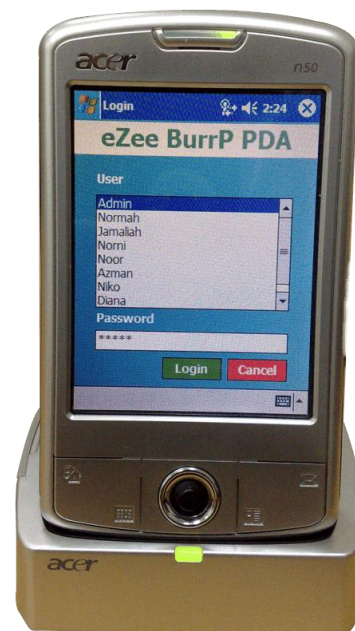 acer
n50
Login 2:24
eZee BurrP PDA
User
Admin
Normah
Jamaliah
Norni
Noor
Azman
Niko
Diana
Password
*****
Login Cancel
acer